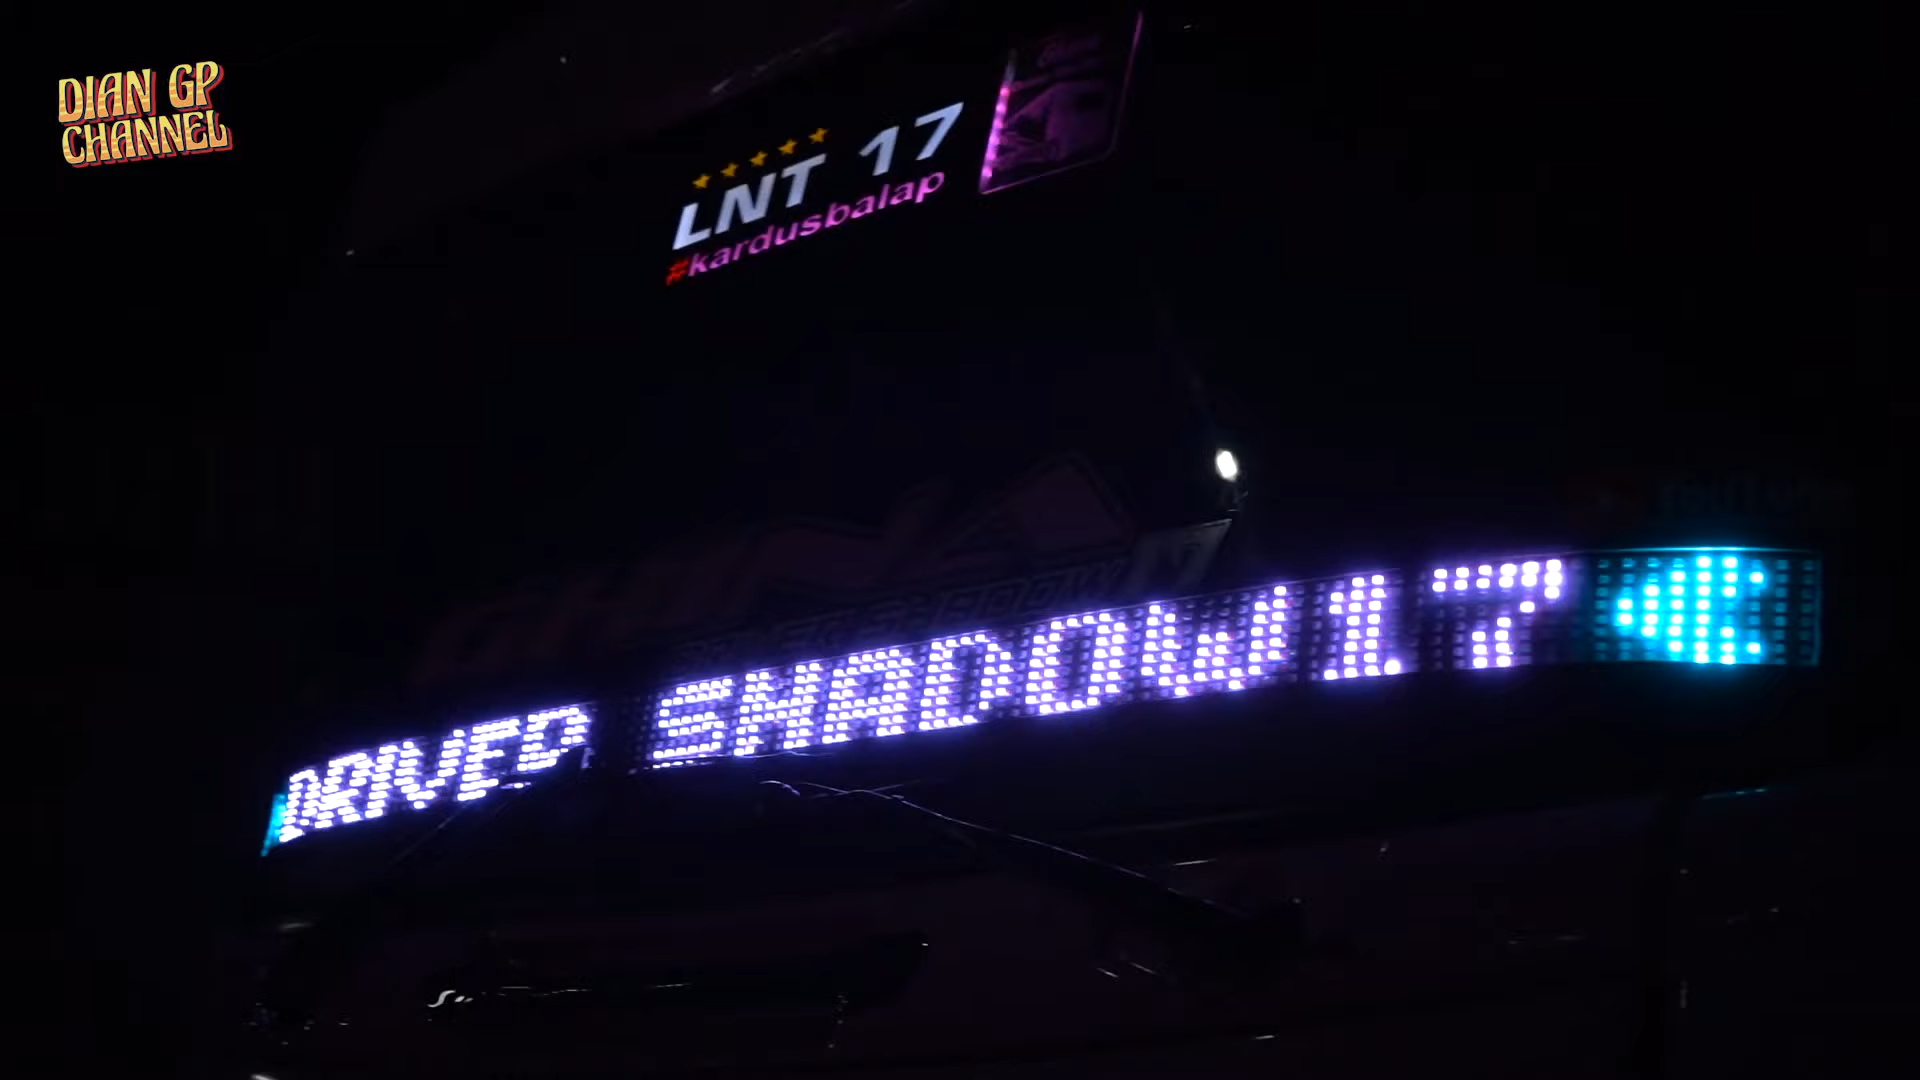 DIAN GP
CHANNEL
LNT 17
#kardusbalap
DRIVER SHADOW 17